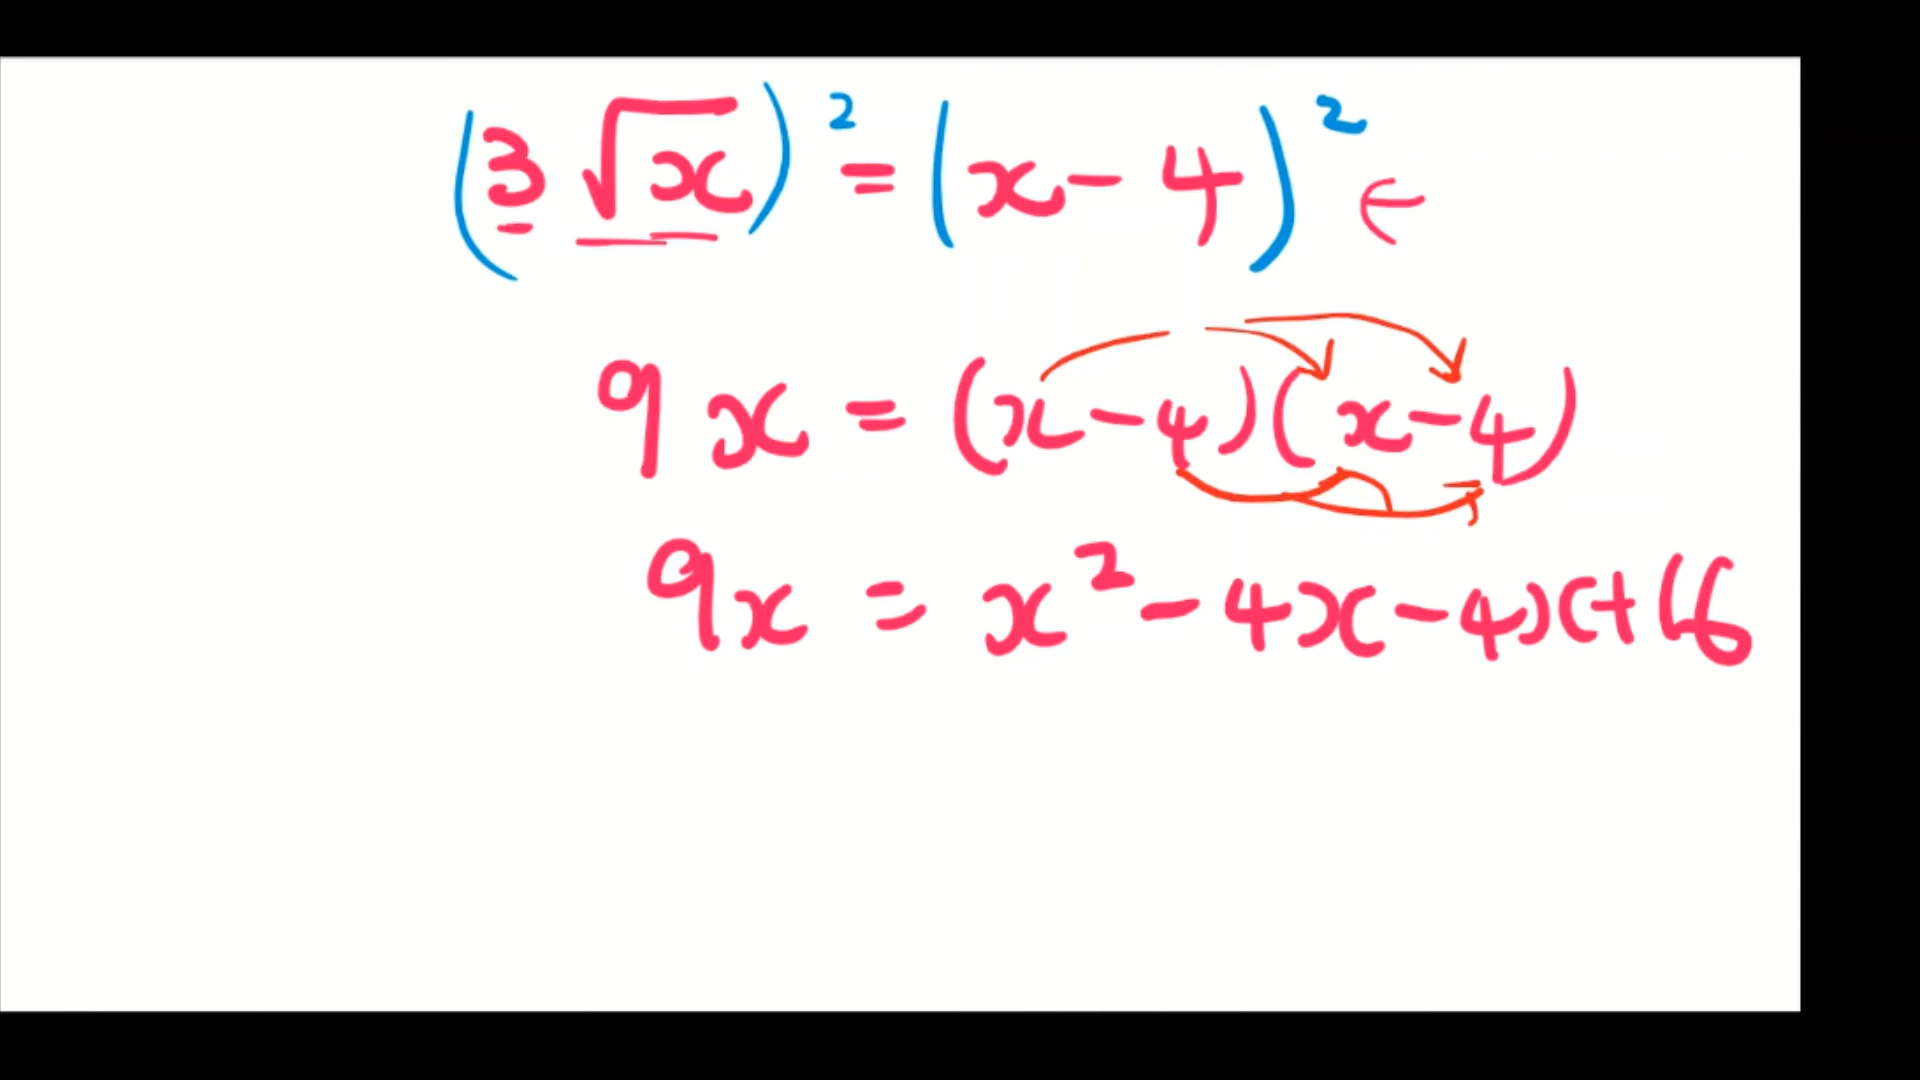 (3√x)² = (x - 4)² ←
9x = (x - 4)(x - 4)
9x = x² - 4x - 4x + 16